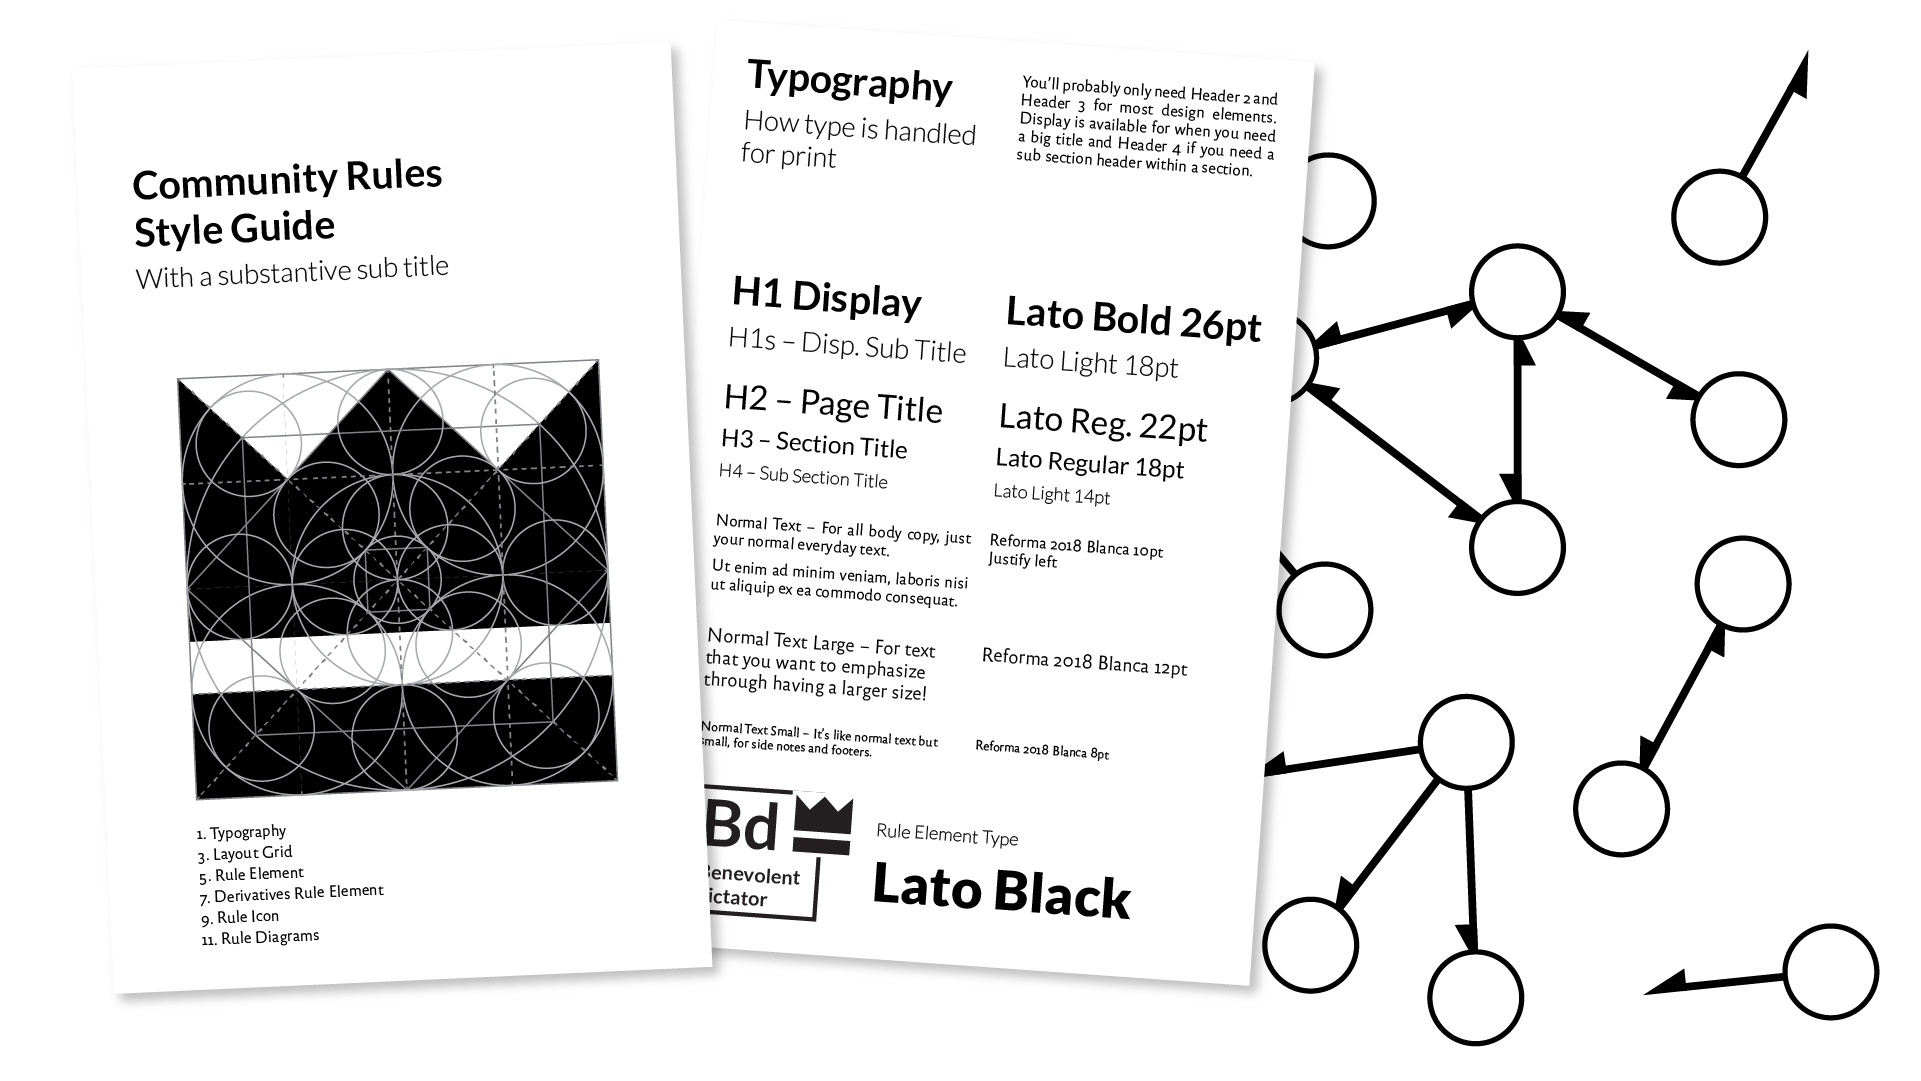 Community Rules
Style Guide
With a substantive sub title
1. Typography
3. Layout Grid
5. Rule Element
7. Derivatives Rule Element
9. Rule Icon
11. Rule Diagrams
Typography
How type is handled
for print
You'll probably only need Header 2 and
Header 3 for most design elements.
Display is available for when you need
a big title and Header 4 if you need a
sub section header within a section.
H1 Display
Lato Bold 26pt
H1s – Disp. Sub Title
Lato Light 18pt
H2 – Page Title
Lato Reg. 22pt
H3 – Section Title
Lato Regular 18pt
H4 – Sub Section Title
Lato Light 14pt
Normal Text – For all body copy, just
your normal everyday text.
Reforma 2018 Blanca 10pt
Justify left
Ut enim ad minim veniam, laboris nisi
ut aliquip ex ea commodo consequat.
Normal Text Large – For text
that you want to emphasize
through having a larger size!
Reforma 2018 Blanca 12pt
Normal Text Small – It's like normal text but
small, for side notes and footers.
Reforma 2018 Blanca 8pt
Bd
Benevolent
ictator
Rule Element Type
Lato Black